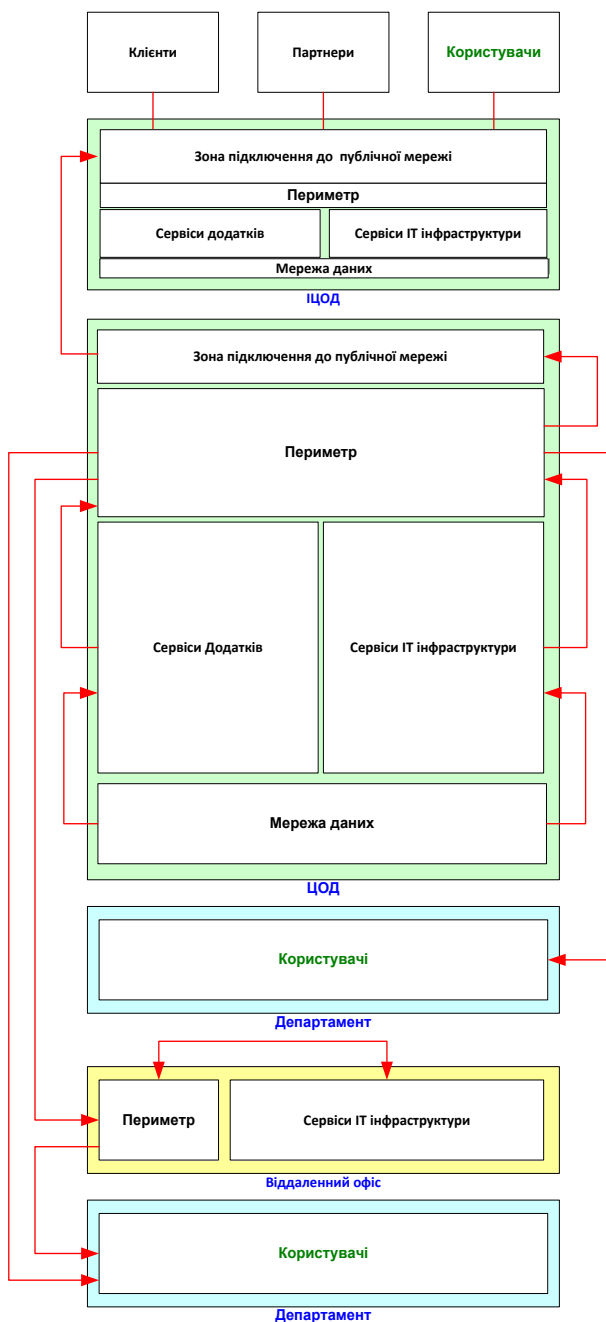 Клієнти
Партнери
Користувачи
Зона підключення до публічної мережі
Периметр
Сервіси додатків
Сервіси ІТ інфраструктури
Мережа даних
ІЦОД
Зона підключення до публічної мережі
Периметр
Сервіси Додатків
Сервіси ІТ інфраструктури
Мережа даних
ЦОД
Користувачі
Департамент
Периметр
Сервіси ІТ інфраструктури
Віддаленний офіс
Користувачі
Департамент